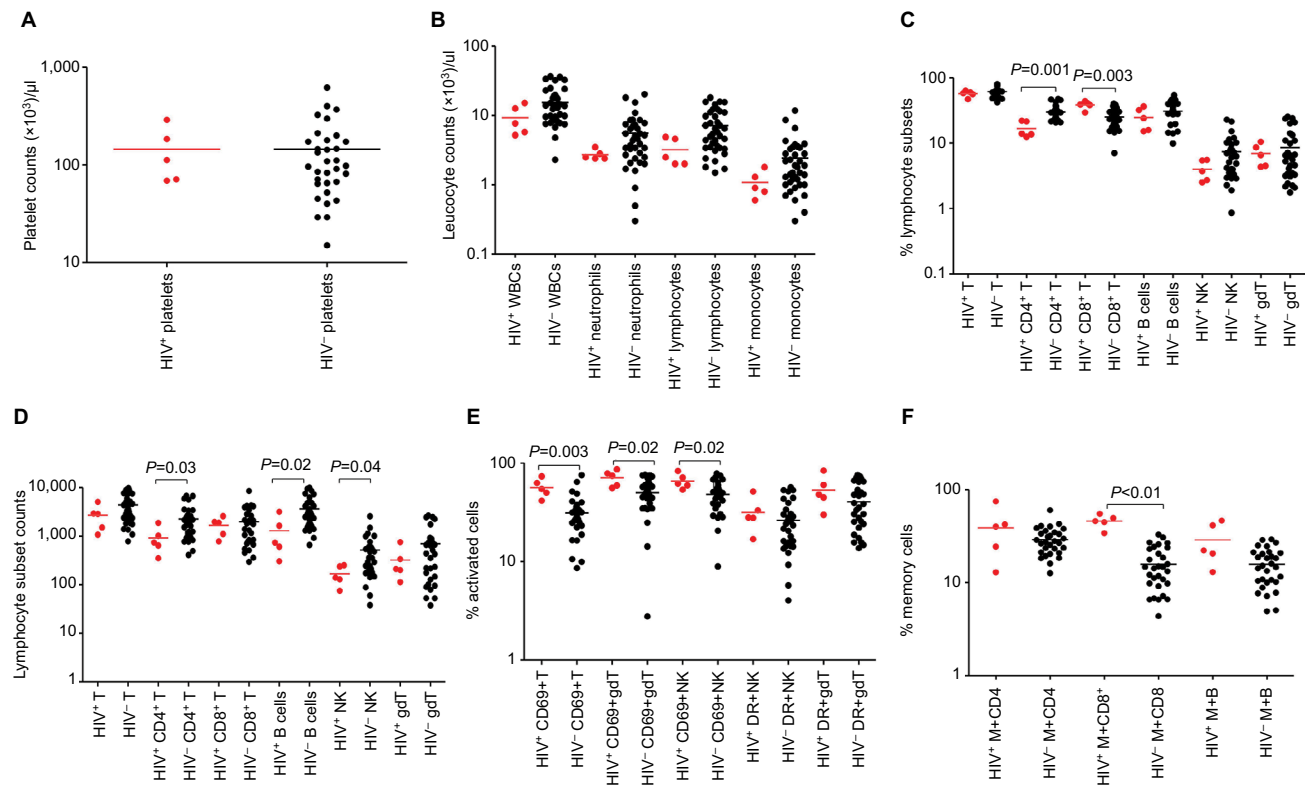 A
Platelet counts (×10³)/µl
1,000
100
10
HIV⁺ platelets
HIV⁻ platelets
B
Leucocyte counts (×10³)/ul
100
10
1
0.1
HIV⁺ WBCs
HIV⁻ WBCs
HIV⁺ neutrophils
HIV⁻ neutrophils
HIV⁺ lymphocytes
HIV⁻ lymphocytes
HIV⁺ monocytes
HIV⁻ monocytes
C
% lymphocyte subsets
100
10
1
0.1
P=0.001
P=0.003
HIV⁺ T
HIV⁻ T
HIV⁺ CD4⁺ T
HIV⁻ CD4⁺ T
HIV⁺ CD8⁺ T
HIV⁻ CD8⁺ T
HIV⁺ B cells
HIV⁻ B cells
HIV⁺ NK
HIV⁻ NK
HIV⁺ gdT
HIV⁻ gdT
D
Lymphocyte subset counts
10,000
1,000
100
10
1
P=0.03
P=0.02
P=0.04
HIV⁺ T
HIV⁻ T
HIV⁺ CD4⁺ T
HIV⁻ CD4⁺ T
HIV⁺ CD8⁺ T
HIV⁻ CD8⁺ T
HIV⁺ B cells
HIV⁻ B cells
HIV⁺ NK
HIV⁻ NK
HIV⁺ gdT
HIV⁻ gdT
E
% activated cells
100
10
1
P=0.003
P=0.02
P=0.02
HIV⁺ CD69+T
HIV⁻ CD69+T
HIV⁺ CD69+gdT
HIV⁻ CD69+gdT
HIV⁺ CD69+NK
HIV⁻ CD69+NK
HIV⁺ DR+NK
HIV⁻ DR+NK
HIV⁺ DR+gdT
HIV⁻ DR+gdT
F
% memory cells
100
10
1
P<0.01
HIV⁺ M+CD4
HIV⁻ M+CD4
HIV⁺ M+CD8⁺
HIV⁻ M+CD8
HIV⁺ M+B
HIV⁻ M+B